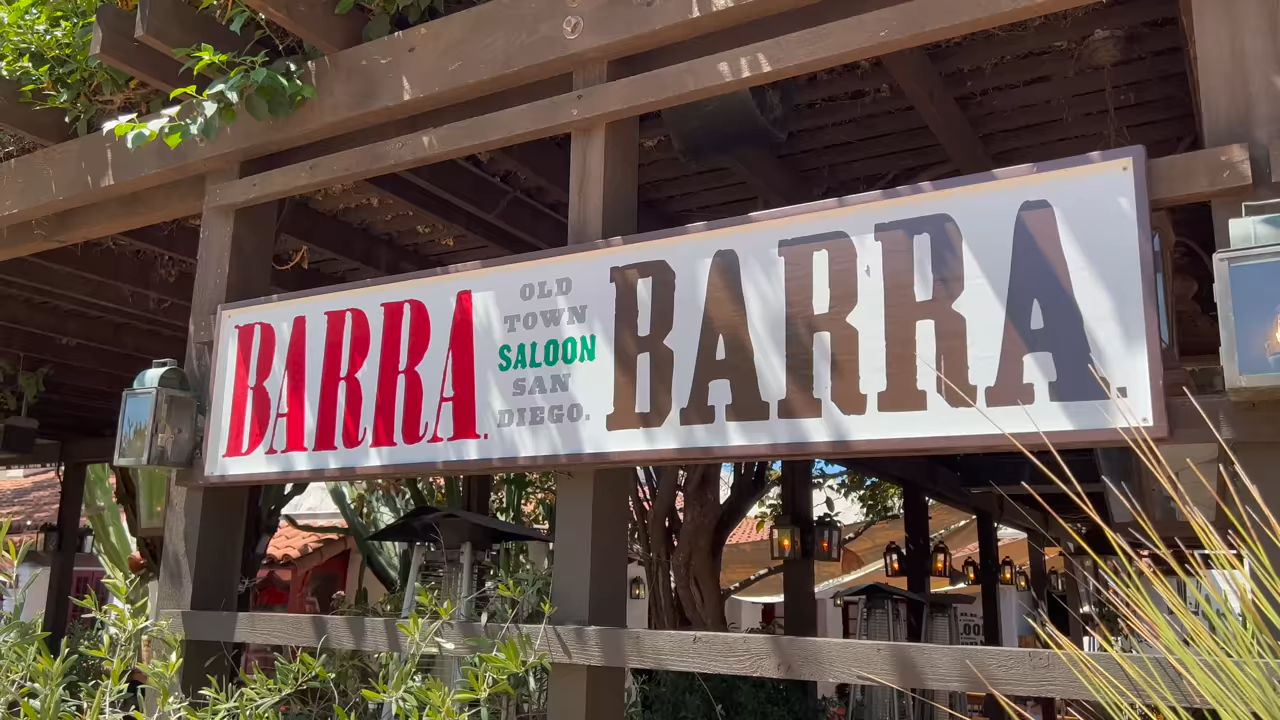 BARRA.
OLD
TOWN
SALOON
SAN
DIEGO.
BARRA.